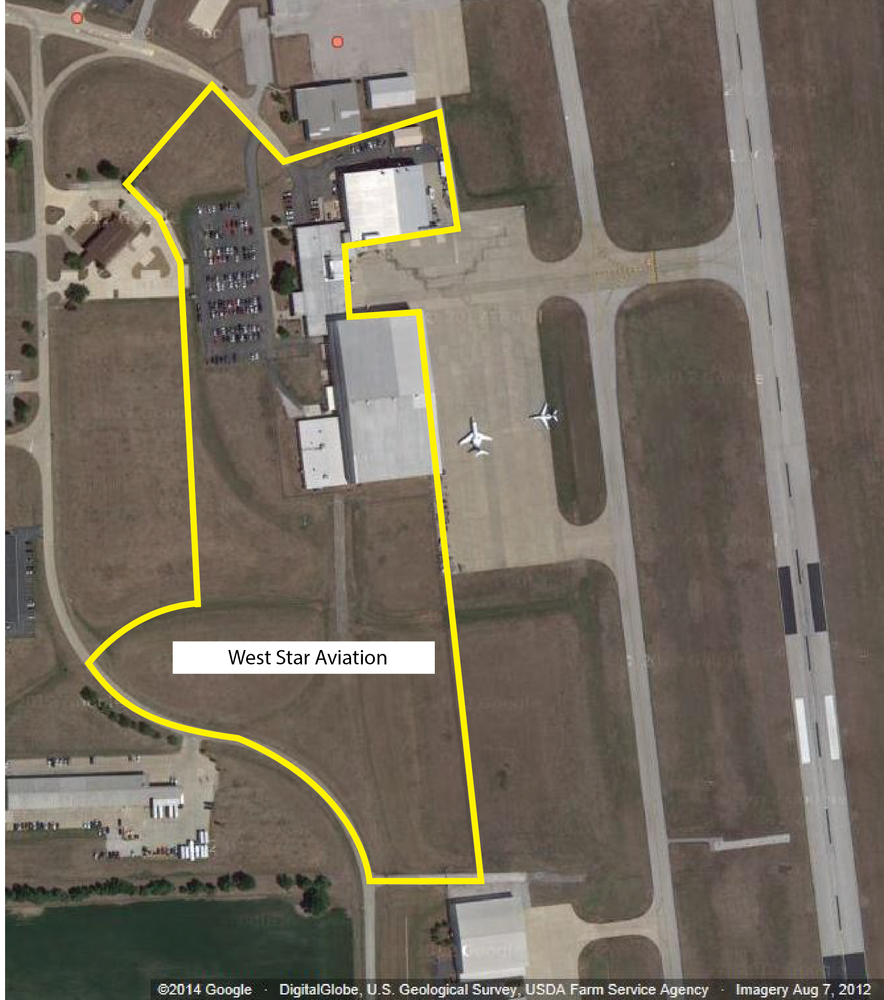 West Star Aviation
©2014 Google · DigitalGlobe, U.S. Geological Survey, USDA Farm Service Agency · Imagery Aug 7, 2012